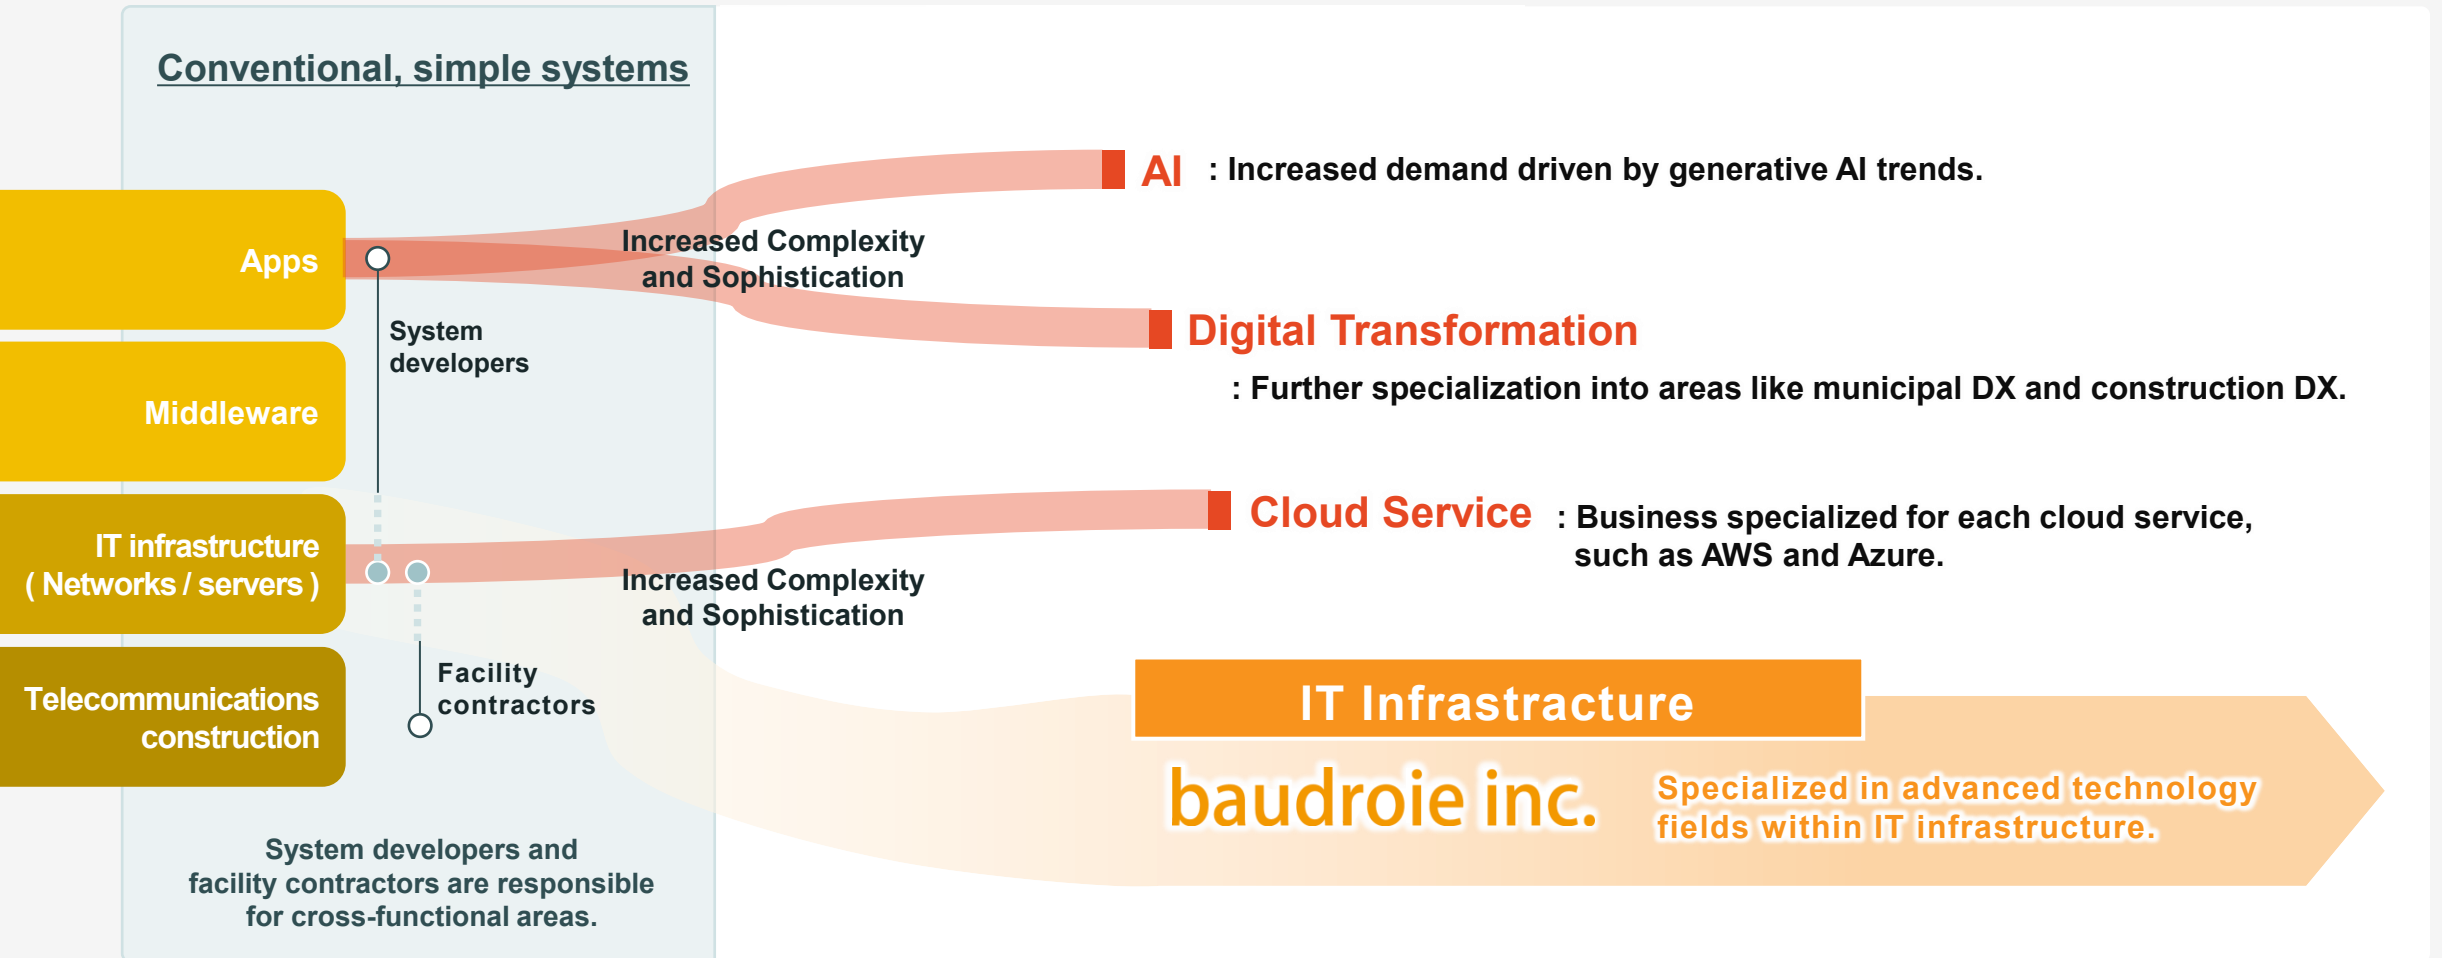 Conventional, simple systems
Apps
Middleware
IT infrastructure
( Networks / servers )
Telecommunications
construction
System
developers
Facility
contractors
System developers and
facility contractors are responsible
for cross-functional areas.
Increased Complexity
and Sophistication
Increased Complexity
and Sophistication
AI : Increased demand driven by generative AI trends.
Digital Transformation
: Further specialization into areas like municipal DX and construction DX.
Cloud Service : Business specialized for each cloud service,
such as AWS and Azure.
IT Infrastracture
baudroie inc.
Specialized in advanced technology
fields within IT infrastructure.